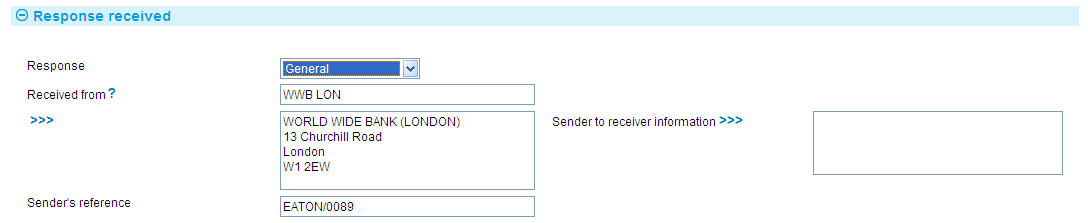 Response received
Response General
Received from ? WWB LON
>>> WORLD WIDE BANK (LONDON)
13 Churchill Road
London
W1 2EW
Sender to receiver information >>>
Sender's reference EATON/0089